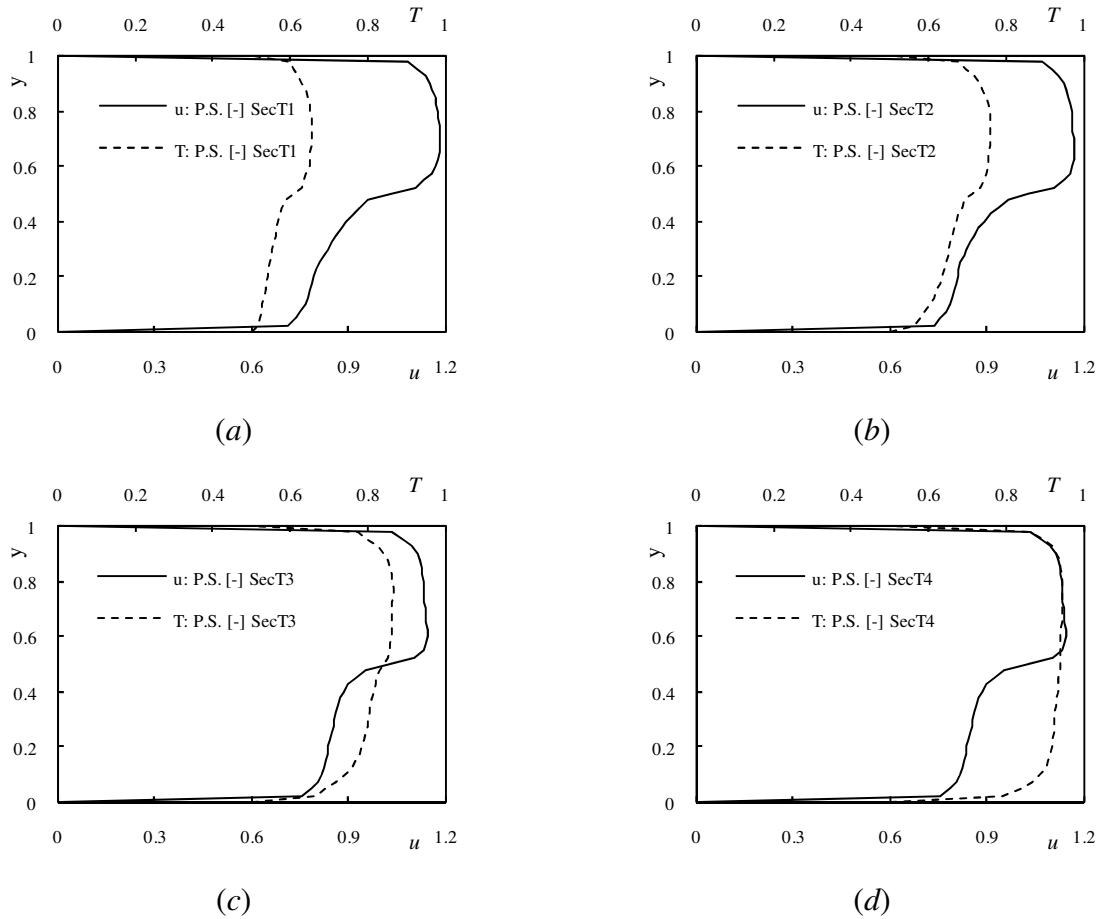 0 0.2 0.4 0.6 0.8 1
T
y
1
0.8
0.6
0.4
0.2
0
u: P.S. [-] SecT1
T: P.S. [-] SecT1
0 0.3 0.6 0.9 1.2
u
(a)
0 0.2 0.4 0.6 0.8 1
T
y
1
0.8
0.6
0.4
0.2
0
u: P.S. [-] SecT2
T: P.S. [-] SecT2
0 0.3 0.6 0.9 1.2
u
(b)
0 0.2 0.4 0.6 0.8 1
T
y
1
0.8
0.6
0.4
0.2
0
u: P.S. [-] SecT3
T: P.S. [-] SecT3
0 0.3 0.6 0.9 1.2
u
(c)
0 0.2 0.4 0.6 0.8 1
T
y
1
0.8
0.6
0.4
0.2
0
u: P.S. [-] SecT4
T: P.S. [-] SecT4
0 0.3 0.6 0.9 1.2
u
(d)